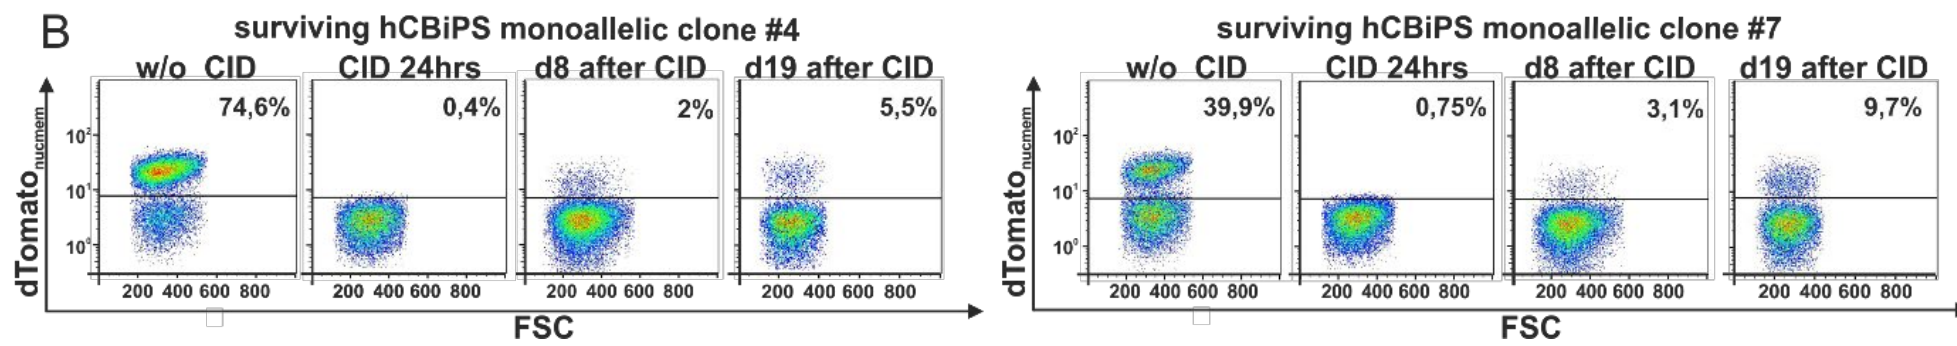 B
surviving hCBiPS monoallelic clone #4
w/o CID CID 24hrs d8 after CID d19 after CID
74,6% 0,4% 2% 5,5%
dTomato nucmem
10² 10¹ 10⁰
200 400 600 800 200 400 600 800 200 400 600 800 200 400 600 800
FSC
surviving hCBiPS monoallelic clone #7
w/o CID CID 24hrs d8 after CID d19 after CID
39,9% 0,75% 3,1% 9,7%
dTomato nucmem
10² 10¹ 10⁰
200 400 600 800 200 400 600 800 200 400 600 800 200 400 600 800
FSC